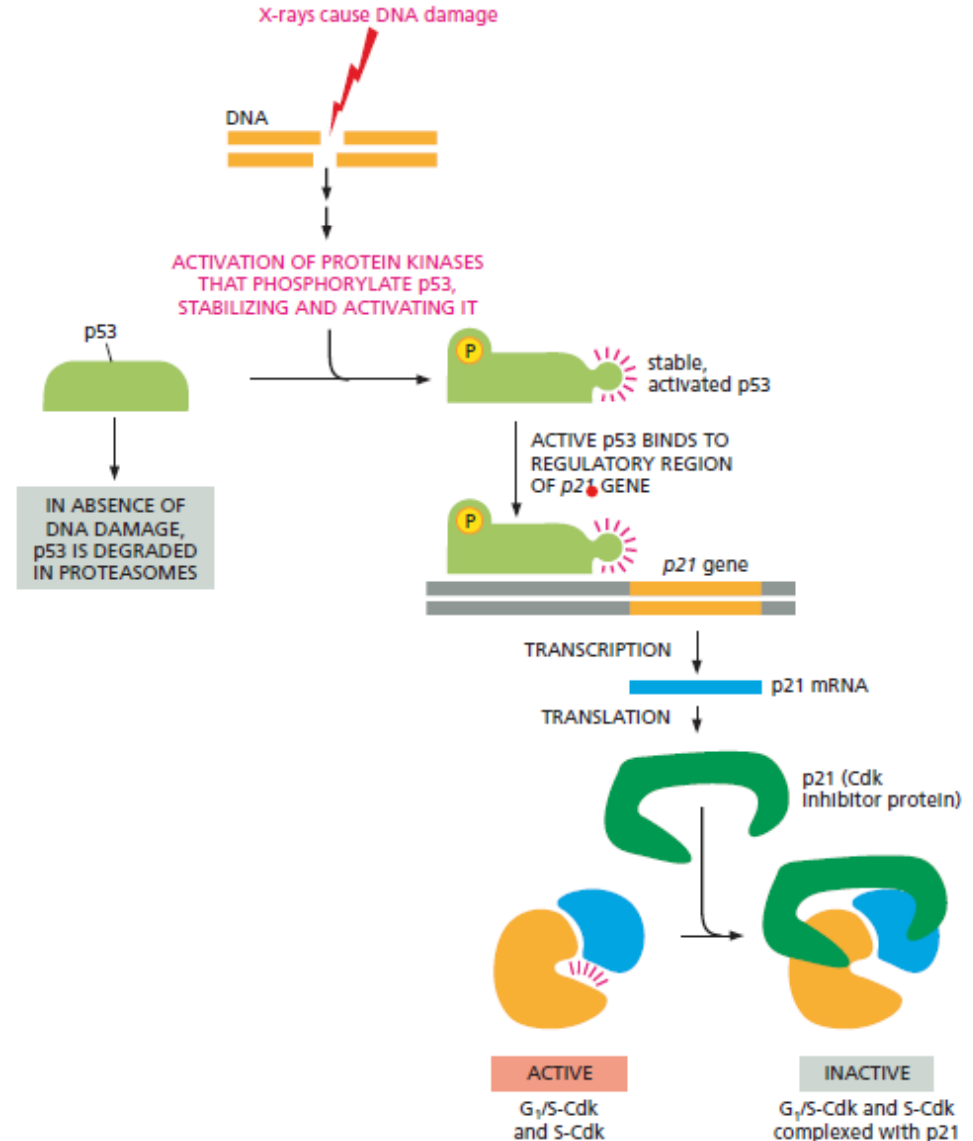 X-rays cause DNA damage
DNA
ACTIVATION OF PROTEIN KINASES
THAT PHOSPHORYLATE p53,
STABILIZING AND ACTIVATING IT
p53
P
stable,
activated p53
ACTIVE p53 BINDS TO
REGULATORY REGION
OF p21 GENE
IN ABSENCE OF
DNA DAMAGE,
p53 IS DEGRADED
IN PROTEASOMES
P
p21 gene
TRANSCRIPTION
p21 mRNA
TRANSLATION
p21 (Cdk
inhibitor protein)
ACTIVE
G₁/S-Cdk
and S-Cdk
INACTIVE
G₁/S-Cdk and S-Cdk
complexed with p21